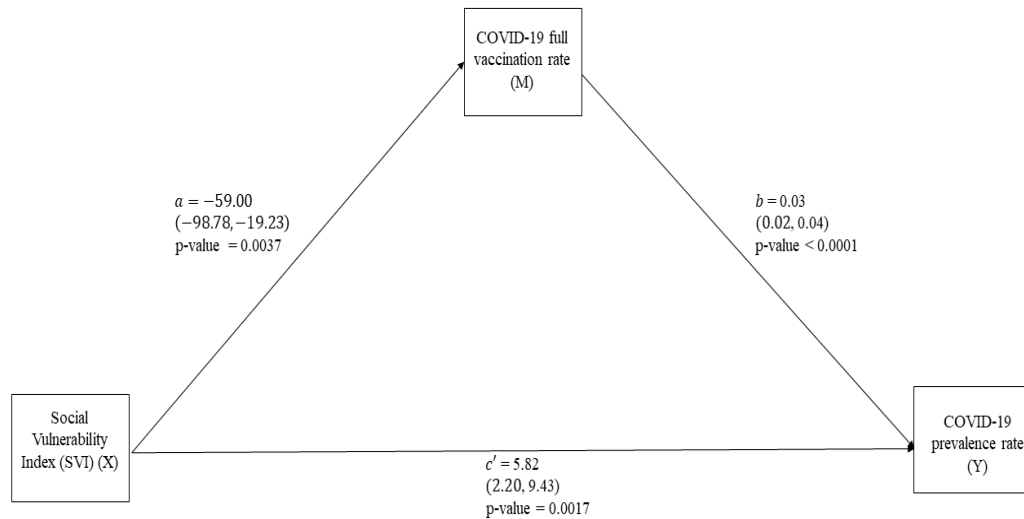 COVID-19 full
vaccination rate
(M)
a = −59.00
(−98.78, −19.23)
p-value = 0.0037
b = 0.03
(0.02, 0.04)
p-value < 0.0001
Social
Vulnerability
Index (SVI) (X)
COVID-19
prevalence rate
(Y)
c′ = 5.82
(2.20, 9.43)
p-value = 0.0017